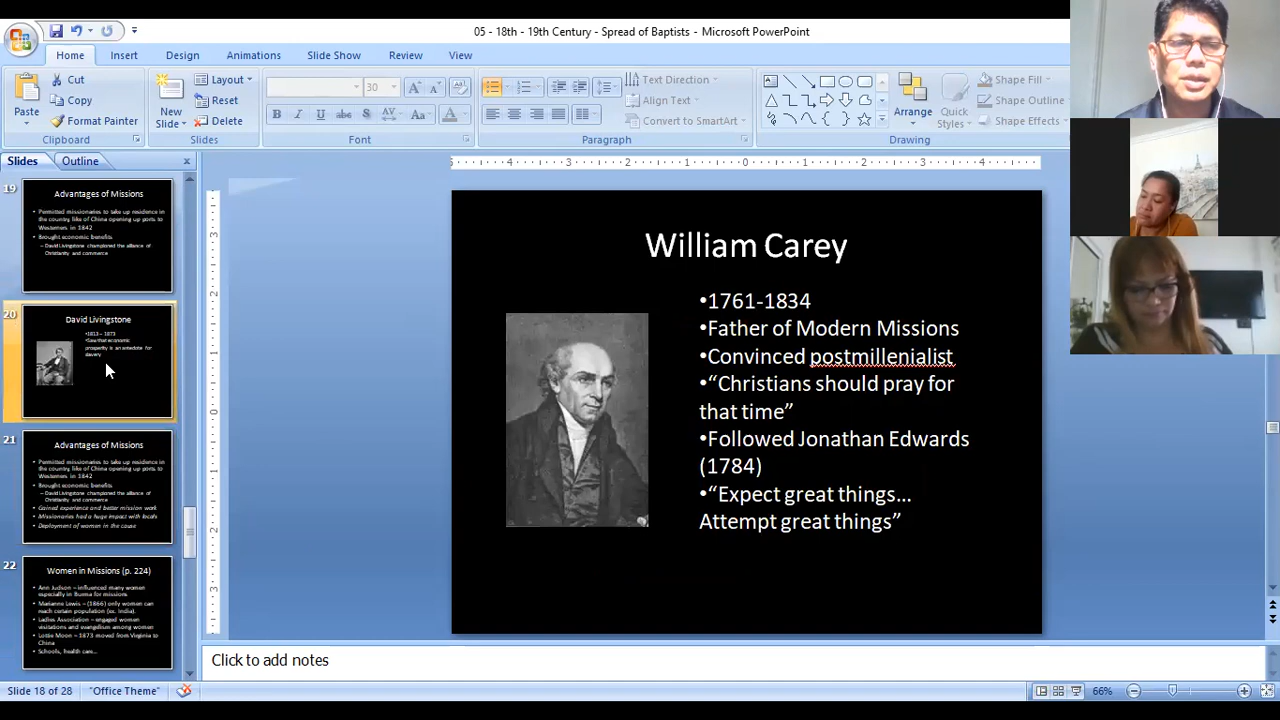 05 - 18th - 19th Century - Spread of Baptists - Microsoft PowerPoint
Home Insert Design Animations Slide Show Review View
Paste
Cut
Copy
Format Painter
Clipboard
New
Slide
Layout
Reset
Delete
Slides
30
B I U abc S AV Aa A
Font
Paragraph
Text Direction
Align Text
Convert to SmartArt
Arrange
Quick
Styles
Shape Fill
Shape Outline
Shape Effects
Drawing
Slides Outline
19
Advantages of Missions
• Permitted missionaries to take up residence in
the country like of China opening up ports to
Westerners in 1842
• Brought economic benefits
– David Livingstone championed the alliance of
Christianity and commerce
20
David Livingstone
•1813 – 1873
•Saw that economic
prosperity is an antedote for
slavery
21
Advantages of Missions
• Permitted missionaries to take up residence in
the country like of China opening up ports to
Westerners in 1842
• Brought economic benefits
– David Livingstone championed the alliance of
Christianity and commerce
• Gained experience and better mission work
• Missionaries had a huge impact with locals
• Deployment of women in the cause
22
Women in Missions (p. 224)
• Ann Judson – influenced many women
especially in Burma for missions
• Marianne Lewis – (1866) only women can
reach certain population (ex. India).
• Ladies Association – engaged women
visitations and evangelism among women
• Lottie Moon – 1873 moved from Virginia to
China
• Schools, health care...
William Carey
•1761-1834
•Father of Modern Missions
•Convinced postmillenialist
•“Christians should pray for
that time”
•Followed Jonathan Edwards
(1784)
•“Expect great things…
Attempt great things”
Click to add notes
Slide 18 of 28 "Office Theme" 66%